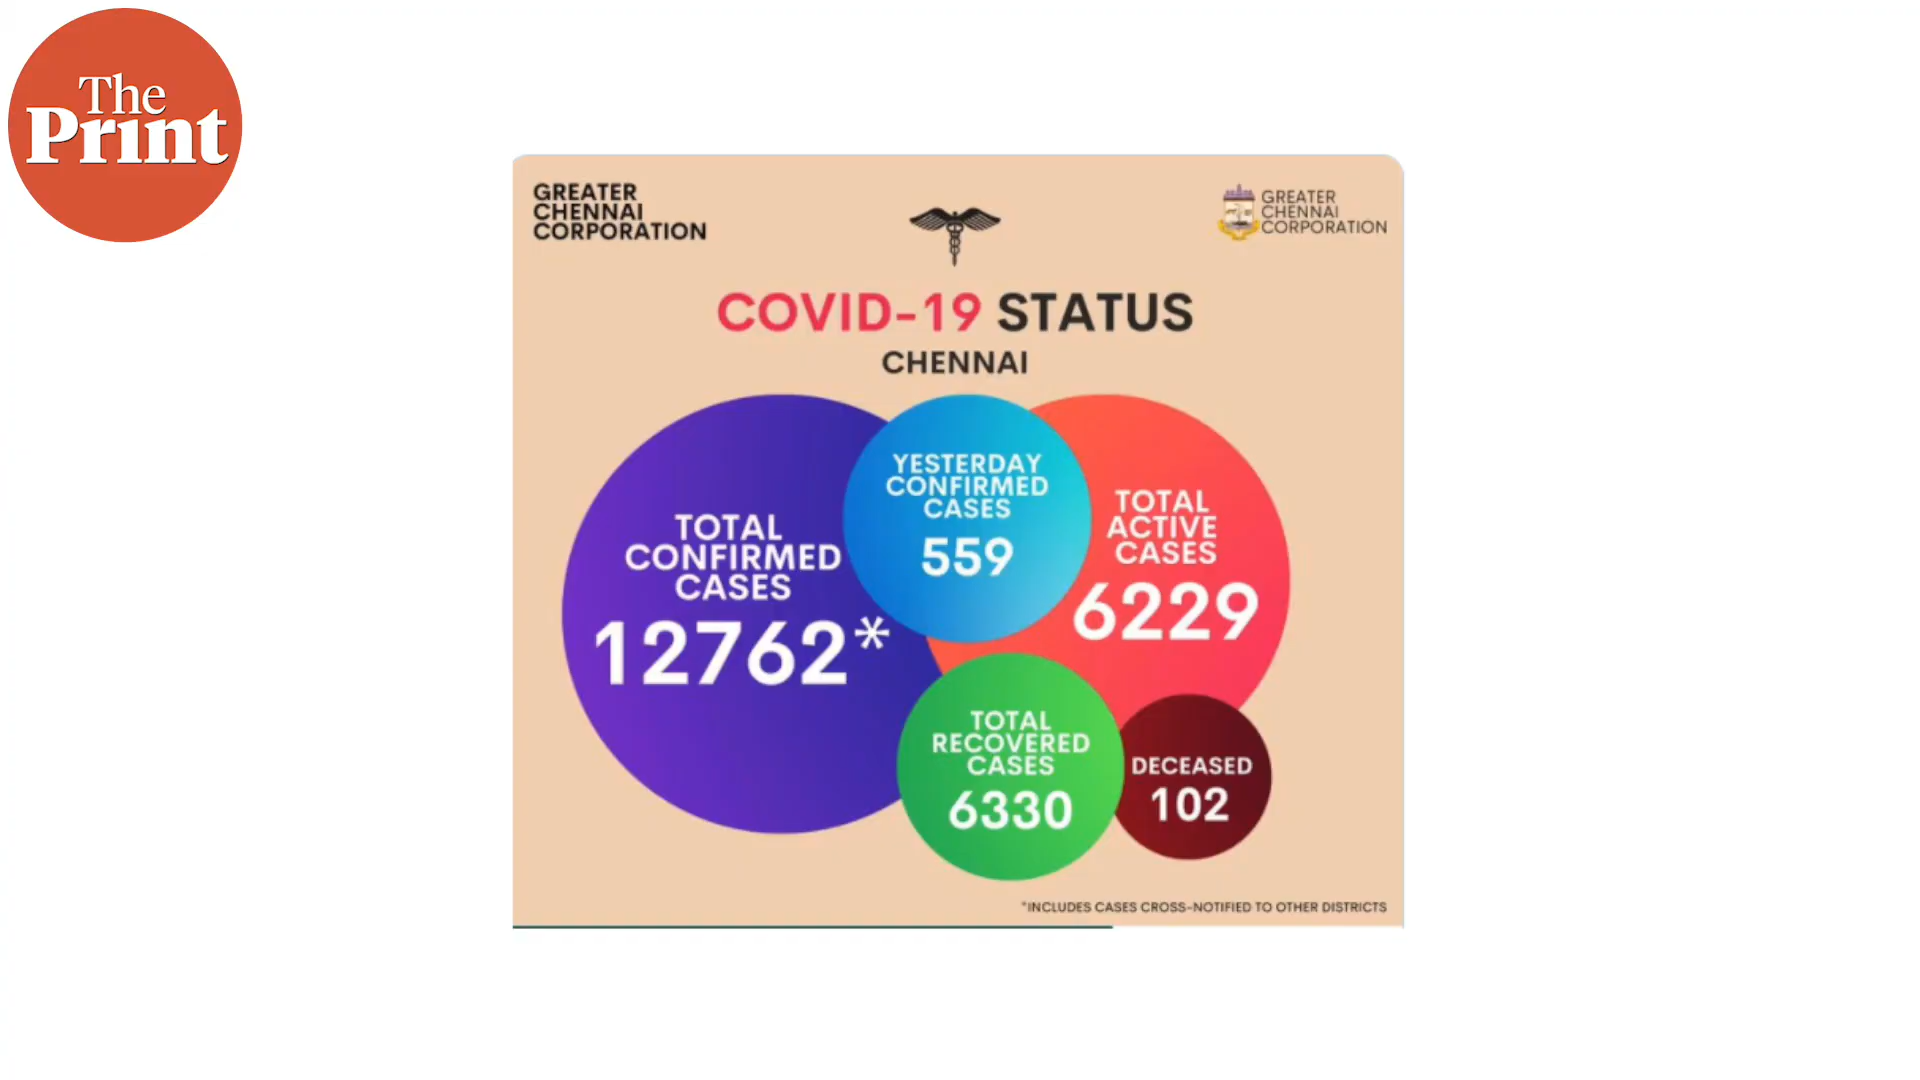 The
Print
GREATER
CHENNAI
CORPORATION
GREATER
CHENNAI
CORPORATION
COVID-19 STATUS
CHENNAI
TOTAL
CONFIRMED
CASES
12762*
YESTERDAY
CONFIRMED
CASES
559
TOTAL
ACTIVE
CASES
6229
TOTAL
RECOVERED
CASES
6330
DECEASED
102
*INCLUDES CASES CROSS-NOTIFIED TO OTHER DISTRICTS